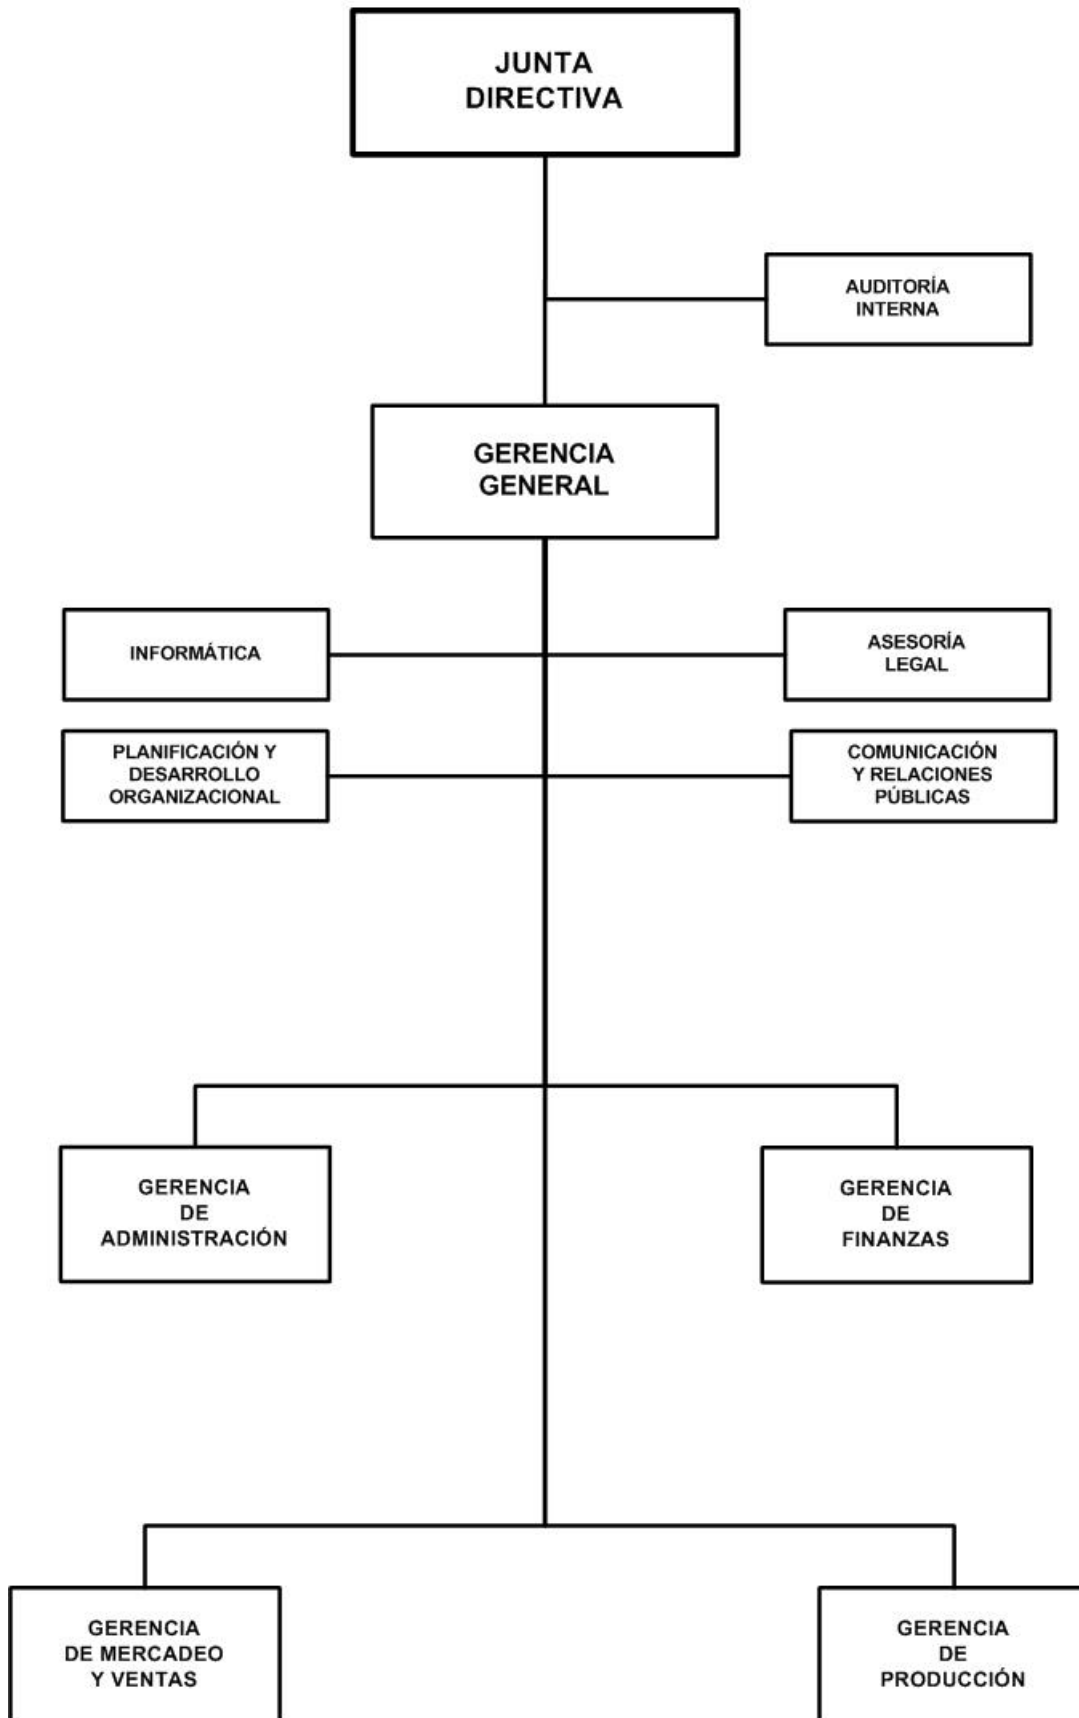 JUNTA
DIRECTIVA
AUDITORÍA
INTERNA
GERENCIA
GENERAL
INFORMÁTICA
ASESORÍA
LEGAL
PLANIFICACIÓN Y
DESARROLLO
ORGANIZACIONAL
COMUNICACIÓN
Y RELACIONES
PÚBLICAS
GERENCIA
DE
ADMINISTRACIÓN
GERENCIA
DE
FINANZAS
GERENCIA
DE MERCADEO
Y VENTAS
GERENCIA
DE
PRODUCCIÓN